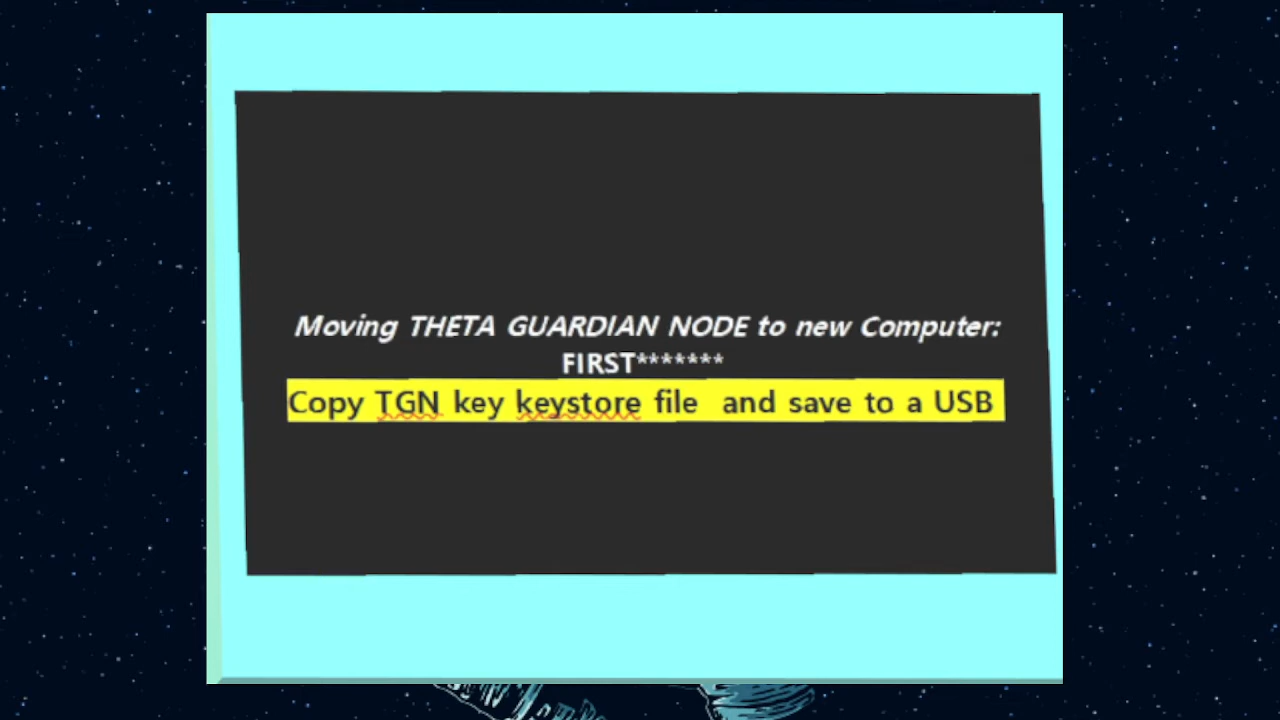 Moving THETA GUARDIAN NODE to new Computer:
FIRST*******
Copy TGN key keystore file and save to a USB